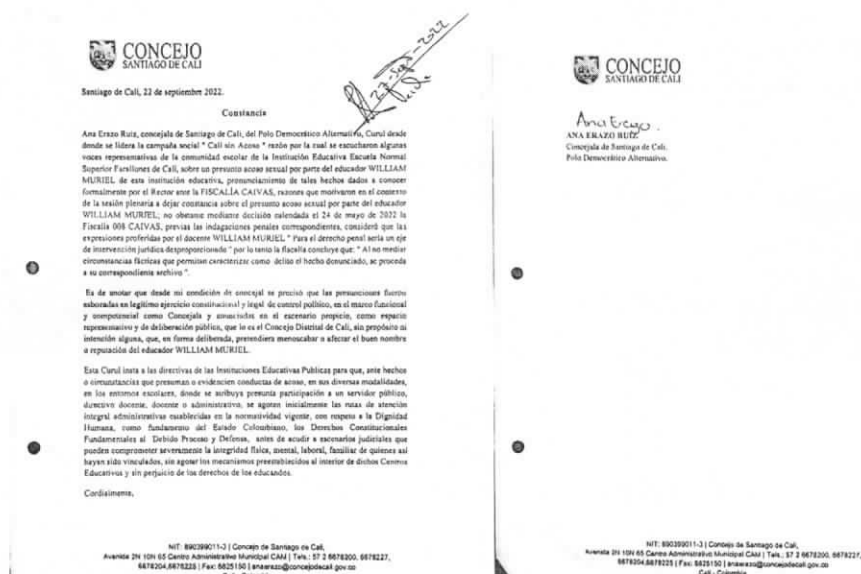 CONCEJO
SANTIAGO DE CALI
27-Sep-2022
Santiago de Cali, 22 de septiembre 2022.
Constancia
Ana Erazo Ruiz, concejala de Santiago de Cali, del Polo Democrático Alternativo, Curul desde
donde se lidera la campaña social " Cali sin Acoso " razón por la cual se escucharon algunas
voces representativas de la comunidad escolar de la Institución Educativa Escuela Normal
Superior Farallones de Cali, sobre un presunto acoso sexual por parte del educador WILLIAM
MURIEL de esta institución educativa, pronunciamiento de tales hechos dados a conocer
formalmente por el Rector ante la FISCALÍA CAIVAS, razones que motivaron en el contexto
de la sesión plenaria a dejar constancia sobre el presunto acoso sexual por parte del educador
WILLIAM MURIEL; no obstante mediante decisión calendada el 24 de mayo de 2022 la
Fiscalía 008 CAIVAS, previas las indagaciones penales correspondientes, consideró que las
expresiones proferidas por el docente WILLIAM MURIEL " Para el derecho penal sería un eje
de intervención jurídica desproporcionado " por lo tanto la fiscalía concluye que: " Al no mediar
circunstancias fácticas que permitan caracterizar como delito el hecho denunciado, se proceda
a su correspondiente archivo ".
Es de anotar que desde mi condición de concejal se precisó que las presunciones fueron
esbozadas en legítimo ejercicio constitucional y legal de control político, en el marco funcional
y competencial como Concejala y en el escenario propicio, como espacio
representativo y de deliberación público, que lo es el Concejo Distrital de Cali, sin propósito ni
intención alguna, que, en forma deliberada, pretendiera menoscabar o afectar el buen nombre
o reputación del educador WILLIAM MURIEL.
Esta Curul insta a las directivas de las Instituciones Educativas Publicas para que, ante hechos
o circunstancias que presuman o evidencien conductas de acoso, en sus diversas modalidades,
en los entornos escolares, donde se atribuya presunta participación a un servidor público,
directivo docente, docente o administrativo, se agoten inicialmente las rutas de atención
integral administrativas establecidas en la normatividad vigente, con respeto a la Dignidad
Humana, como fundamento del Estado Colombiano, los Derechos Constitucionales
Fundamentales al Debido Proceso y Defensa, antes de acudir a escenarios judiciales que
pueden comprometer severamente la integridad física, mental, laboral, familiar de quienes así
hayan sido vinculados, sin agotar los mecanismos preestablecidos al interior de dichos Centros
Educativos y sin perjuicio de los derechos de los educandos.
Cordialmente,
NIT: 890399011-3 | Concejo de Santiago de Cali,
Avenida 2N 10N 65 Centro Administrativo Municipal CAM | Tels.: 57 2 6678200, 6678227,
6678204,6678225 | Fax: 8825150 | anaerazo@concejodecali.gov.co
CONCEJO
SANTIAGO DE CALI
Ana Erazo.
ANA ERAZO RUIZ.
Concejala de Santiago de Cali.
Polo Democrático Alternativo.
NIT: 890399011-3 | Concejo de Santiago de Cali,
Avenida 2N 10N 65 Centro Administrativo Municipal CAM | Tels.: 57 2 6678200, 6678227,
6678204,6678225 | Fax: 8825150 | anaerazo@concejodecali.gov.co
Cali - Colombia